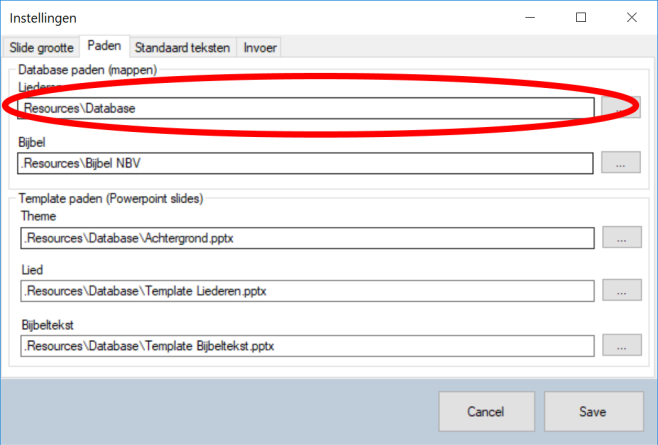 Instellingen
Slide grootte Paden Standaard teksten Invoer
Database paden (mappen)
Resources\Database
...
Bijbel
.Resources\Bijbel NBV
...
Template paden (Powerpoint slides)
Theme
.Resources\Database\Achtergrond.pptx
...
Lied
.Resources\Database\Template Liederen.pptx
...
Bijbeltekst
.Resources\Database\Template Bijbeltekst.pptx
...
Cancel Save